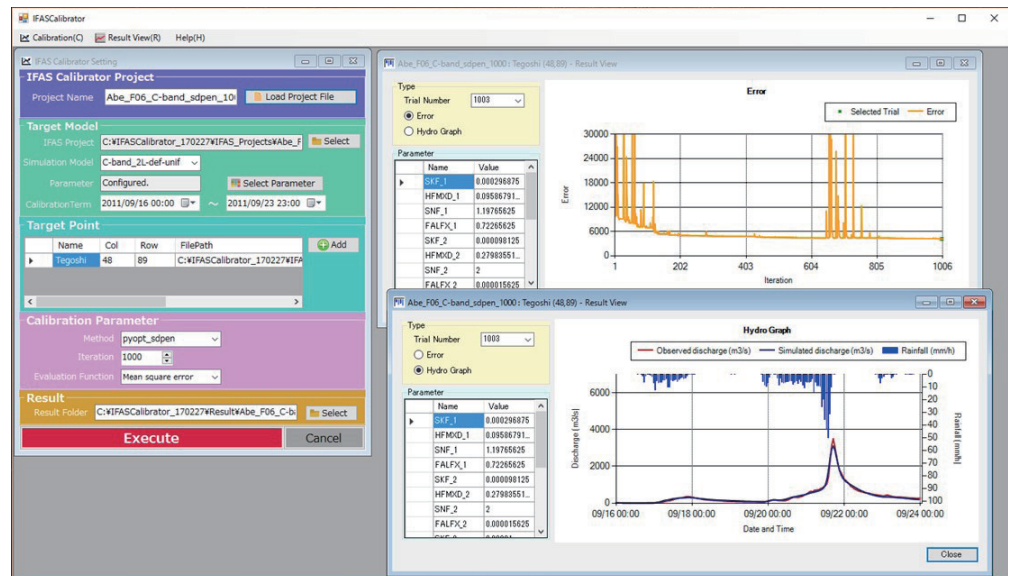 IFASCalibrator
Calibration(C) Result View(R) Help(H)
IFAS Calibrator Setting
IFAS Calibrator Project
Project Name Abe_F06_C-band_sdpen_10 Load Project File
Target Model
IFAS Project C:¥IFASCalibrator_170227¥IFAS_Projects¥Abe_F Select
Simulation Model C-band_2L-def-unif
Parameter Configured. Select Parameter
CalibrationTerm 2011/09/16 00:00 ~ 2011/09/23 23:00
Target Point
Name Col Row FilePath Add
Tegoshi 48 89 C:¥IFASCalibrator_170227¥IFA
Calibration Parameter
Method pyopt_sdpen
Iteration 1000
Evaluation Function Mean square error
Result
Result Folder C:¥IFASCalibrator_170227¥Result¥Abe_F06_C-b Select
Execute Cancel
Abe_F06_C-band_sdpen_1000 : Tegoshi (48,89) - Result View
Type
Trial Number 1003
Error
Hydro Graph
Parameter
Name Value
SKF_1 0.000296875
HFMXD_1 0.09586791...
SNF_1 1.19765625
FALFX_1 0.72265625
SKF_2 0.000098125
HFMXD_2 0.27983551...
SNF_2 2
FALFX_2 0.000015625
Error
Selected Trial Error
30000
24000
18000
12000
6000
0
Error
1 202 403 604 805 1006
Iteration
Abe_F06_C-band_sdpen_1000 : Tegoshi (48,89) - Result View
Type
Trial Number 1003
Error
Hydro Graph
Parameter
Name Value
SKF_1 0.000296875
HFMXD_1 0.09586791...
SNF_1 1.19765625
FALFX_1 0.72265625
SKF_2 0.000098125
HFMXD_2 0.27983551...
SNF_2 2
FALFX_2 0.000015625
Hydro Graph
Observed discharge(m3/s) Simulated discharge(m3/s) Rainfall (mm/h)
6000
4000
2000
0
Discharge (m3/s)
0
10
20
30
40
50
60
70
80
90
100
Rainfall (mm/h)
09/16 00:00 09/18 00:00 09/20 00:00 09/22 00:00 09/24 00:00
Date and Time
Close